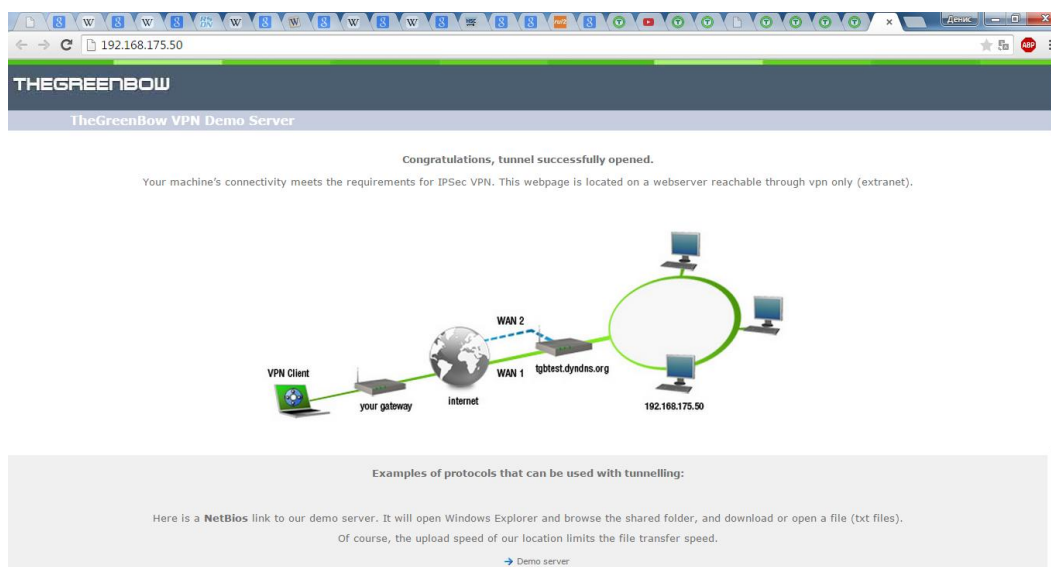 Денис
192.168.175.50
ABP
THEGREENBOW
TheGreenBow VPN Demo Server
Congratulations, tunnel successfully opened.
Your machine's connectivity meets the requirements for IPSec VPN. This webpage is located on a webserver reachable through vpn only (extranet).
WAN 2
VPN Client
WAN 1
tgbtest.dyndns.org
your gateway
internet
192.168.175.50
Examples of protocols that can be used with tunnelling:
Here is a NetBios link to our demo server. It will open Windows Explorer and browse the shared folder, and download or open a file (txt files).
Of course, the upload speed of our location limits the file transfer speed.
Demo server